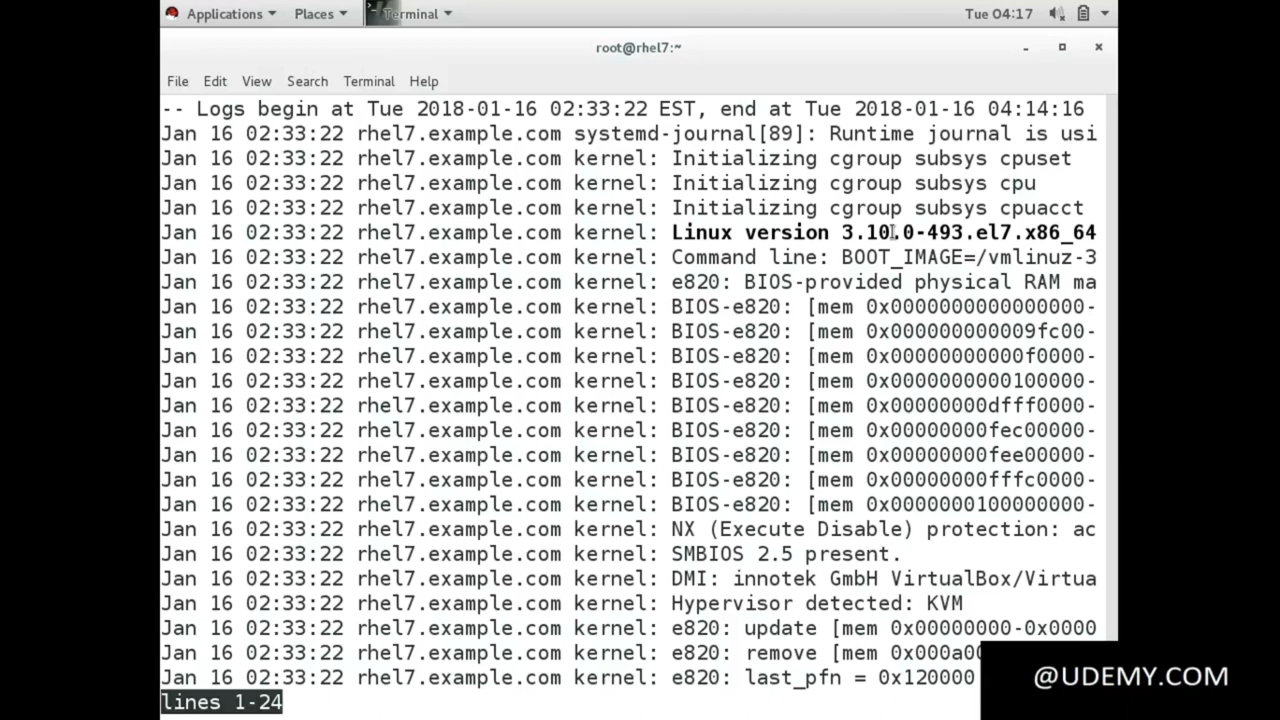 Applications Places Terminal Tue 04:17
root@rhel7:~
File Edit View Search Terminal Help
-- Logs begin at Tue 2018-01-16 02:33:22 EST, end at Tue 2018-01-16 04:14:16
Jan 16 02:33:22 rhel7.example.com systemd-journal[89]: Runtime journal is usi
Jan 16 02:33:22 rhel7.example.com kernel: Initializing cgroup subsys cpuset
Jan 16 02:33:22 rhel7.example.com kernel: Initializing cgroup subsys cpu
Jan 16 02:33:22 rhel7.example.com kernel: Initializing cgroup subsys cpuacct
Jan 16 02:33:22 rhel7.example.com kernel: Linux version 3.10.0-493.el7.x86_64
Jan 16 02:33:22 rhel7.example.com kernel: Command line: BOOT_IMAGE=/vmlinuz-3
Jan 16 02:33:22 rhel7.example.com kernel: e820: BIOS-provided physical RAM ma
Jan 16 02:33:22 rhel7.example.com kernel: BIOS-e820: [mem 0x0000000000000000-
Jan 16 02:33:22 rhel7.example.com kernel: BIOS-e820: [mem 0x000000000009fc00-
Jan 16 02:33:22 rhel7.example.com kernel: BIOS-e820: [mem 0x00000000000f0000-
Jan 16 02:33:22 rhel7.example.com kernel: BIOS-e820: [mem 0x0000000000100000-
Jan 16 02:33:22 rhel7.example.com kernel: BIOS-e820: [mem 0x00000000dfff0000-
Jan 16 02:33:22 rhel7.example.com kernel: BIOS-e820: [mem 0x00000000fec00000-
Jan 16 02:33:22 rhel7.example.com kernel: BIOS-e820: [mem 0x00000000fee00000-
Jan 16 02:33:22 rhel7.example.com kernel: BIOS-e820: [mem 0x00000000fffc0000-
Jan 16 02:33:22 rhel7.example.com kernel: BIOS-e820: [mem 0x0000000100000000-
Jan 16 02:33:22 rhel7.example.com kernel: NX (Execute Disable) protection: ac
Jan 16 02:33:22 rhel7.example.com kernel: SMBIOS 2.5 present.
Jan 16 02:33:22 rhel7.example.com kernel: DMI: innotek GmbH VirtualBox/Virtua
Jan 16 02:33:22 rhel7.example.com kernel: Hypervisor detected: KVM
Jan 16 02:33:22 rhel7.example.com kernel: e820: update [mem 0x00000000-0x0000
Jan 16 02:33:22 rhel7.example.com kernel: e820: remove [mem 0x000a00
Jan 16 02:33:22 rhel7.example.com kernel: e820: last_pfn = 0x120000
lines 1-24
@UDEMY.COM